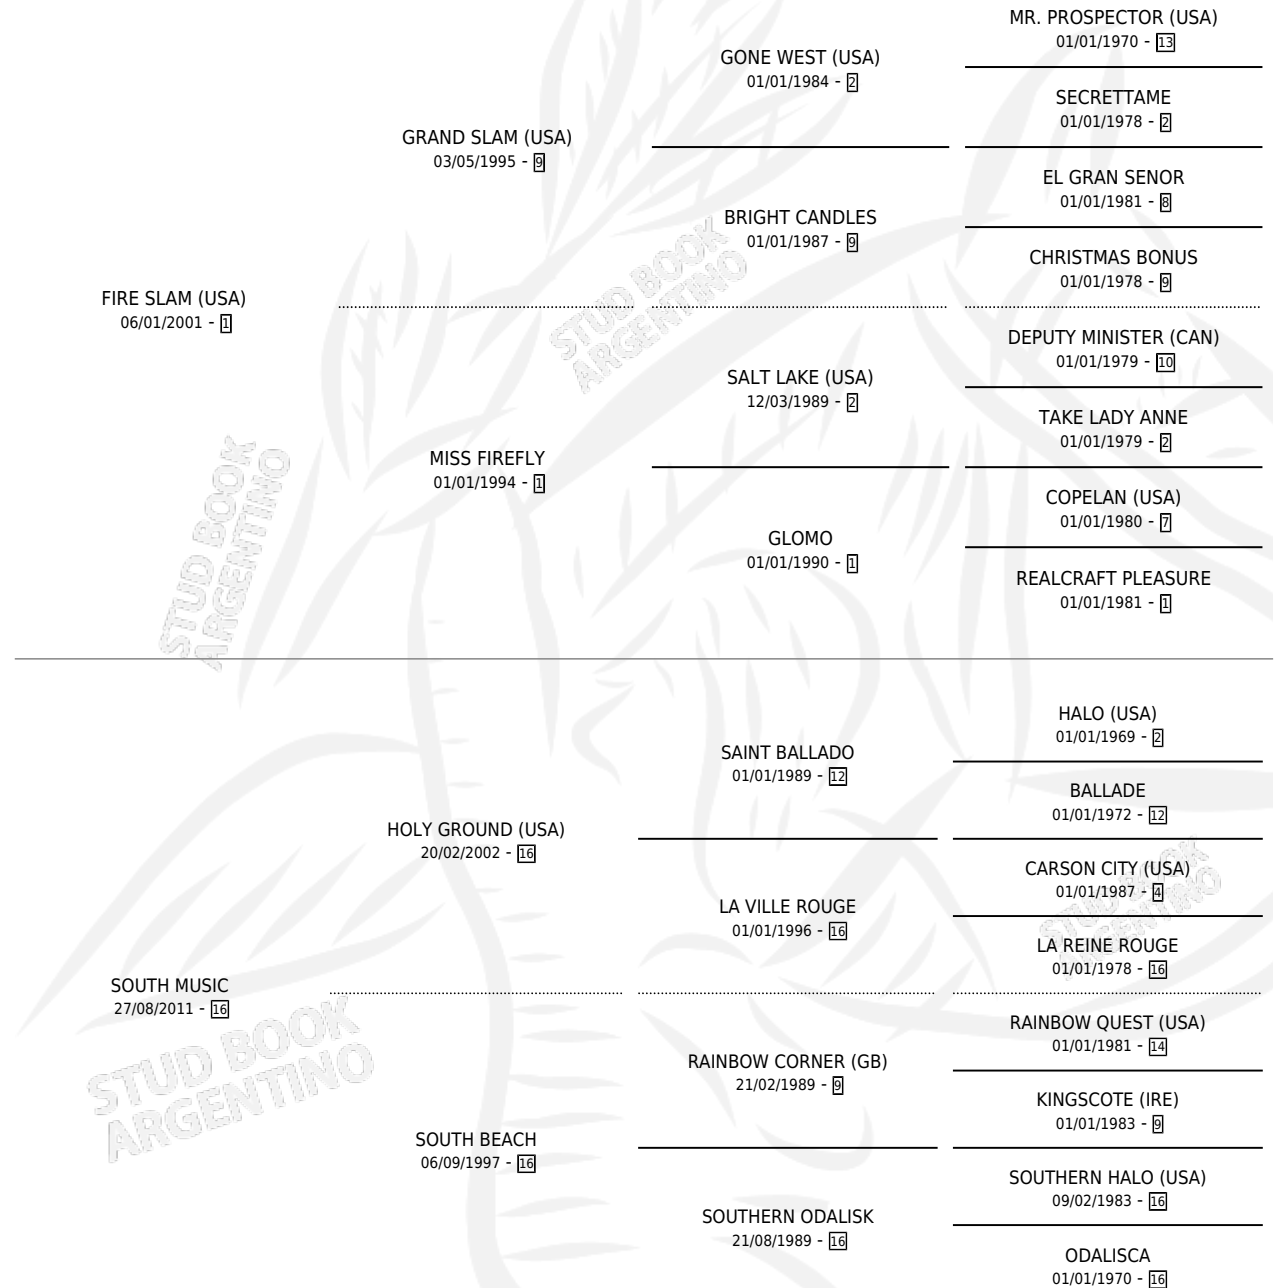 MR. PROSPECTOR (USA)
01/01/1970 - 13
GONE WEST (USA)
01/01/1984 - 2
SECRETTAME
01/01/1978 - 2
GRAND SLAM (USA)
03/05/1995 - 9
EL GRAN SENOR
01/01/1981 - 8
BRIGHT CANDLES
01/01/1987 - 9
CHRISTMAS BONUS
01/01/1978 - 9
FIRE SLAM (USA)
06/01/2001 - 1
STUD BOOK
ARGENTINO
DEPUTY MINISTER (CAN)
01/01/1979 - 10
SALT LAKE (USA)
12/03/1989 - 2
TAKE LADY ANNE
01/01/1979 - 2
MISS FIREFLY
01/01/1994 - 1
COPELAN (USA)
01/01/1980 - 7
GLOMO
01/01/1990 - 1
REALCRAFT PLEASURE
01/01/1981 - 1
STUD BOOK
ARGENTINO
HALO (USA)
01/01/1969 - 2
SAINT BALLADO
01/01/1989 - 12
BALLADE
01/01/1972 - 12
HOLY GROUND (USA)
20/02/2002 - 16
CARSON CITY (USA)
01/01/1987 - 4
STUD BOOK
ARGENTINO
LA VILLE ROUGE
01/01/1996 - 16
LA REINE ROUGE
01/01/1978 - 16
SOUTH MUSIC
27/08/2011 - 16
STUD BOOK
ARGENTINO
RAINBOW QUEST (USA)
01/01/1981 - 14
RAINBOW CORNER (GB)
21/02/1989 - 9
KINGSCOTE (IRE)
01/01/1983 - 9
SOUTH BEACH
06/09/1997 - 16
SOUTHERN HALO (USA)
09/02/1983 - 16
SOUTHERN ODALISK
21/08/1989 - 16
ODALISCA
01/01/1970 - 16